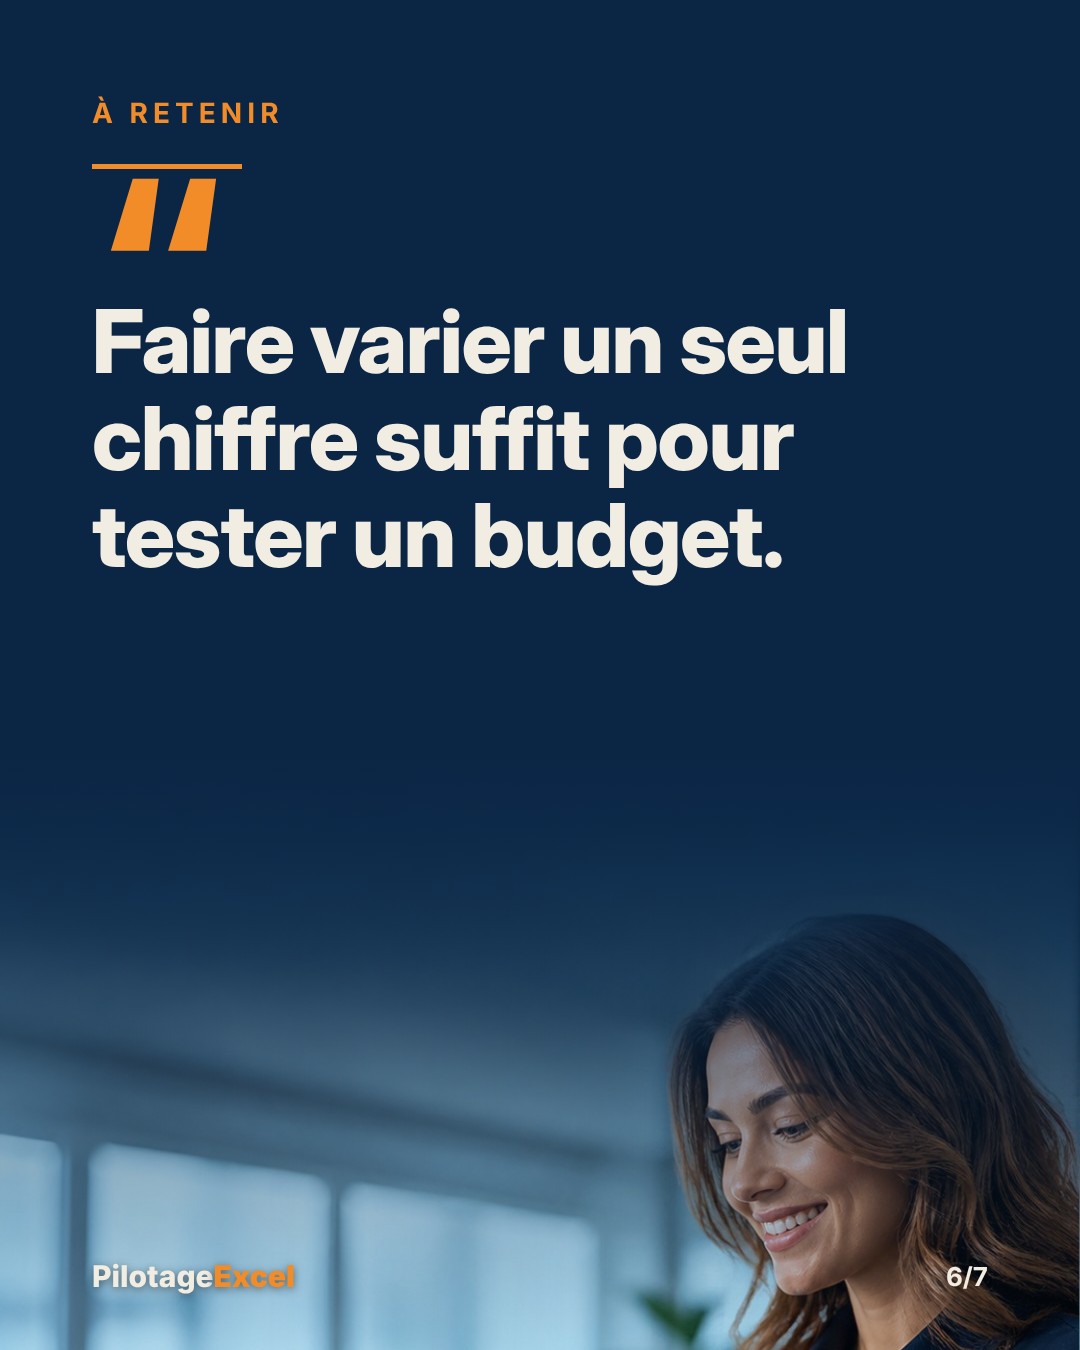 À RETENIR
"
Faire varier un seul
chiffre suffit pour
tester un budget.
PilotageExcel
6/7